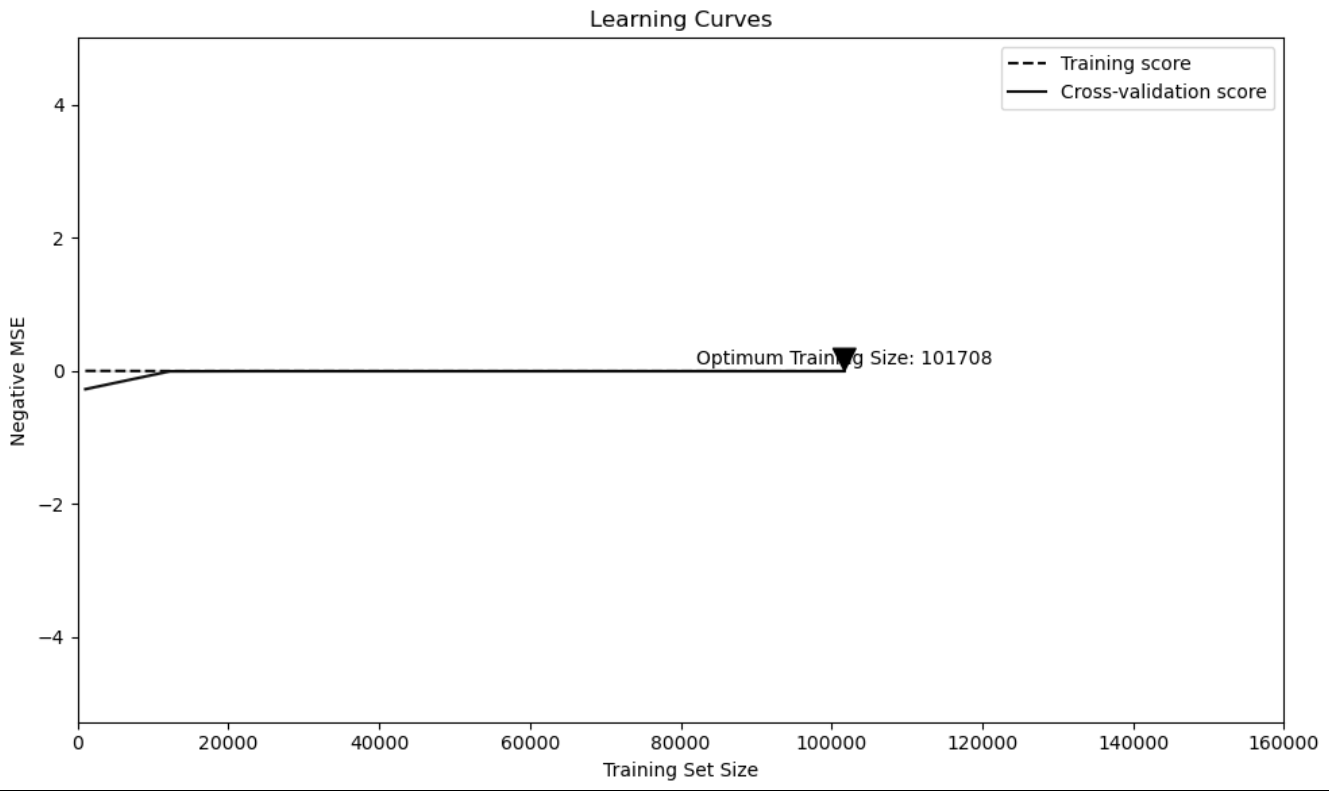 Learning Curves
Training score
Cross-validation score
4
2
0
−2
−4
Negative MSE
Optimum Training Size: 101708
0 20000 40000 60000 80000 100000 120000 140000 160000
Training Set Size